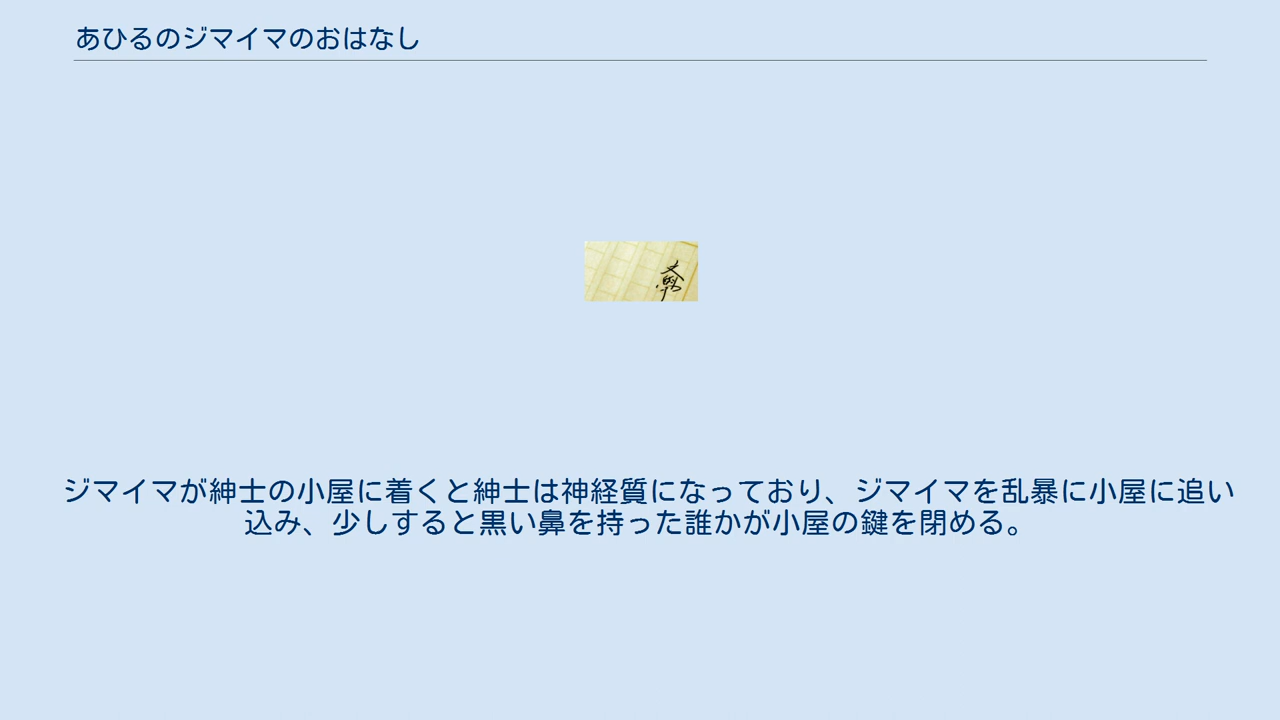 あひるのジマイマのおはなし
ジマイマが紳士の小屋に着くと紳士は神経質になっており、ジマイマを乱暴に小屋に追い
込み、少しすると黒い鼻を持った誰かが小屋の鍵を閉める。